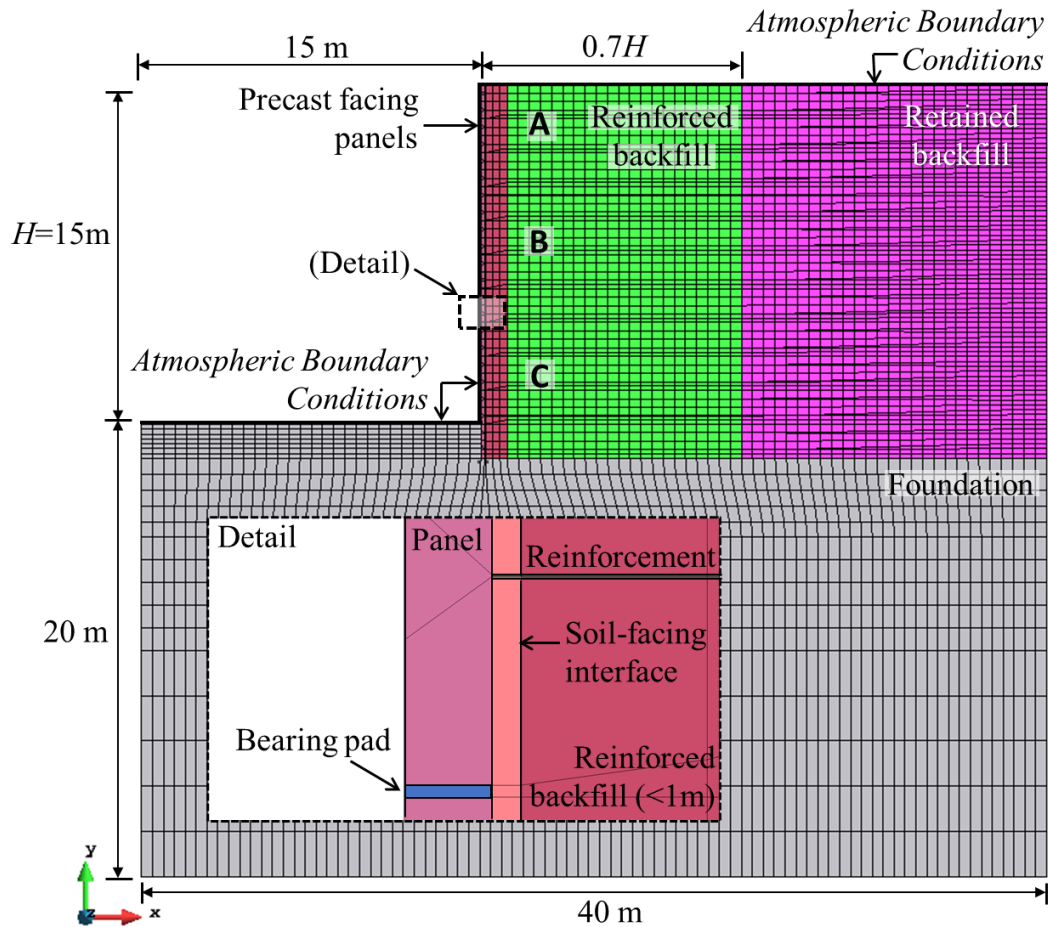 15 m
0.7H
Atmospheric Boundary
Conditions
Precast facing
panels
A
Reinforced
backfill
Retained
backfill
H=15m
B
(Detail)
Atmospheric Boundary
Conditions
C
Foundation
Detail
Panel
Reinforcement
20 m
Soil-facing
interface
Bearing pad
Reinforced
backfill (<1m)
y
z
x
40 m